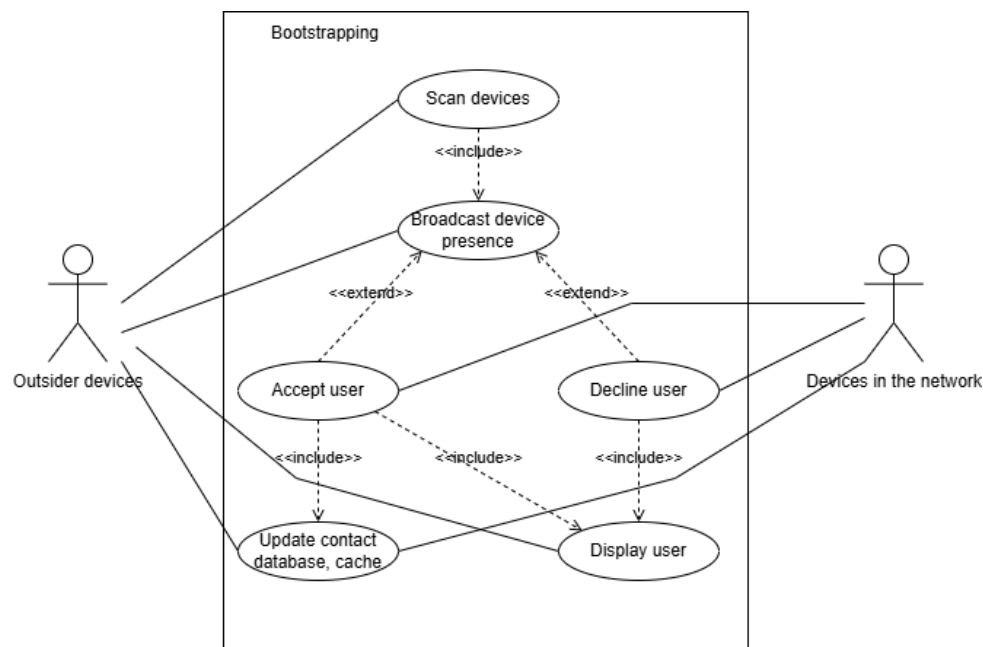 Bootstrapping
Scan devices
<<include>>
Broadcast device
presence
<<extend>>
<<extend>>
Outsider devices
Accept user
Decline user
Devices in the network
<<include>>
<<include>>
<<include>>
Update contact
database, cache
Display user